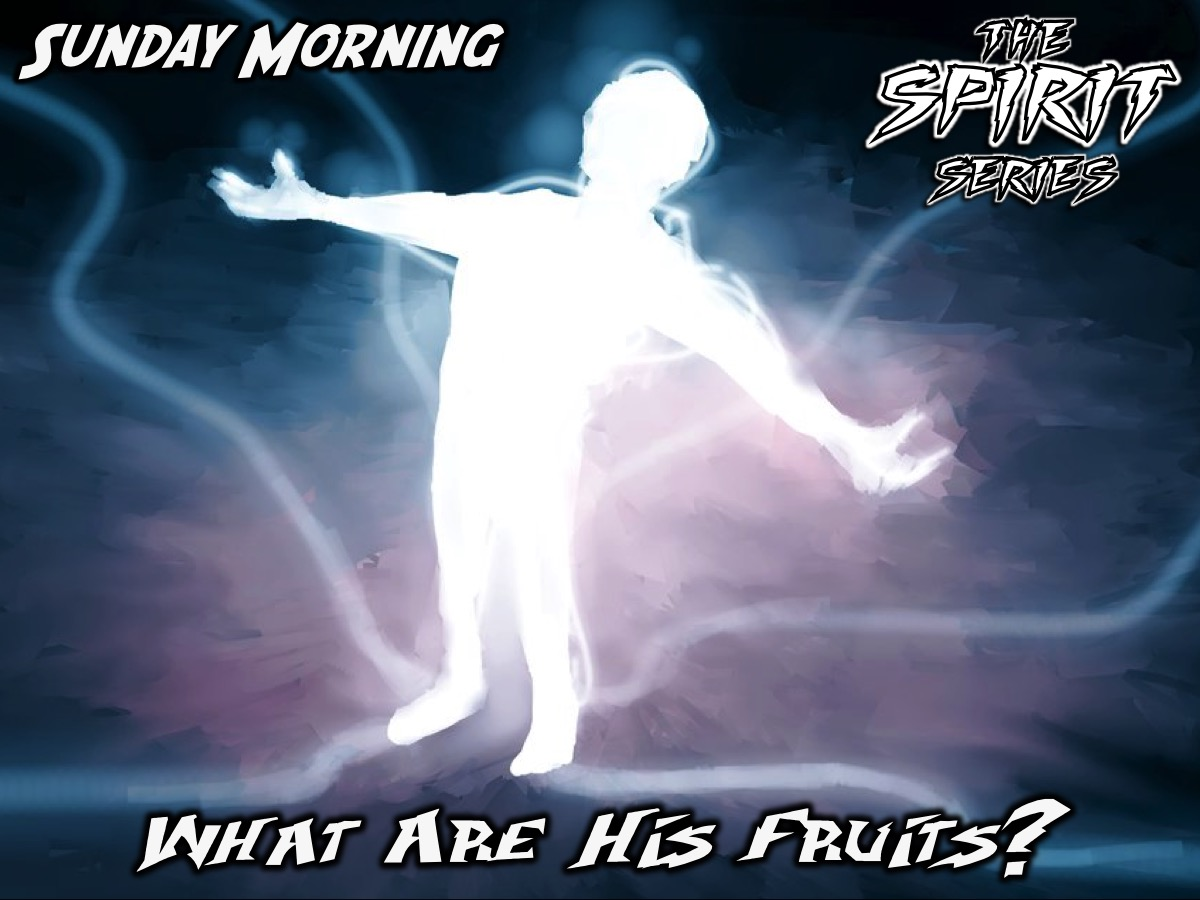 Sunday Morning
The
Spirit
Series
What Are His Fruits?